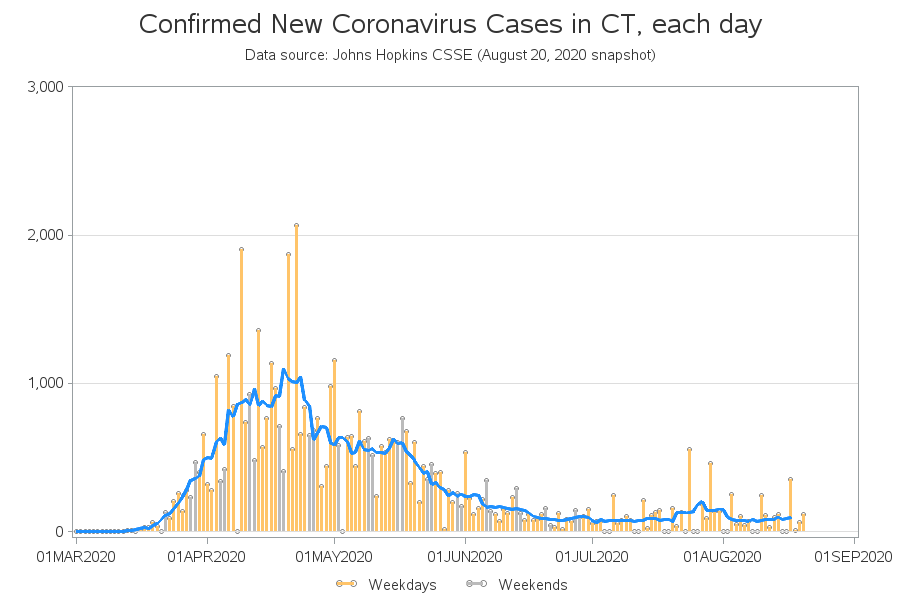 Confirmed New Coronavirus Cases in CT, each day
Data source: Johns Hopkins CSSE (August 20, 2020 snapshot)
3,000
2,000
1,000
0
01MAR2020 01APR2020 01MAY2020 01JUN2020 01JUL2020 01AUG2020 01SEP2020
Weekdays Weekends